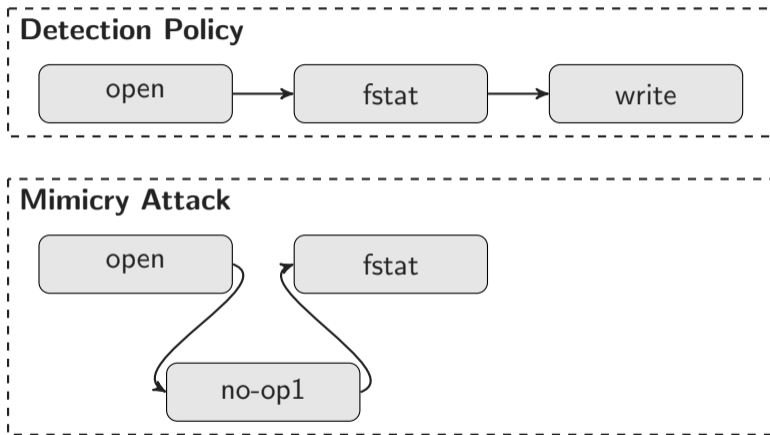 Detection Policy
open
fstat
write
Mimicry Attack
open
fstat
no-op1